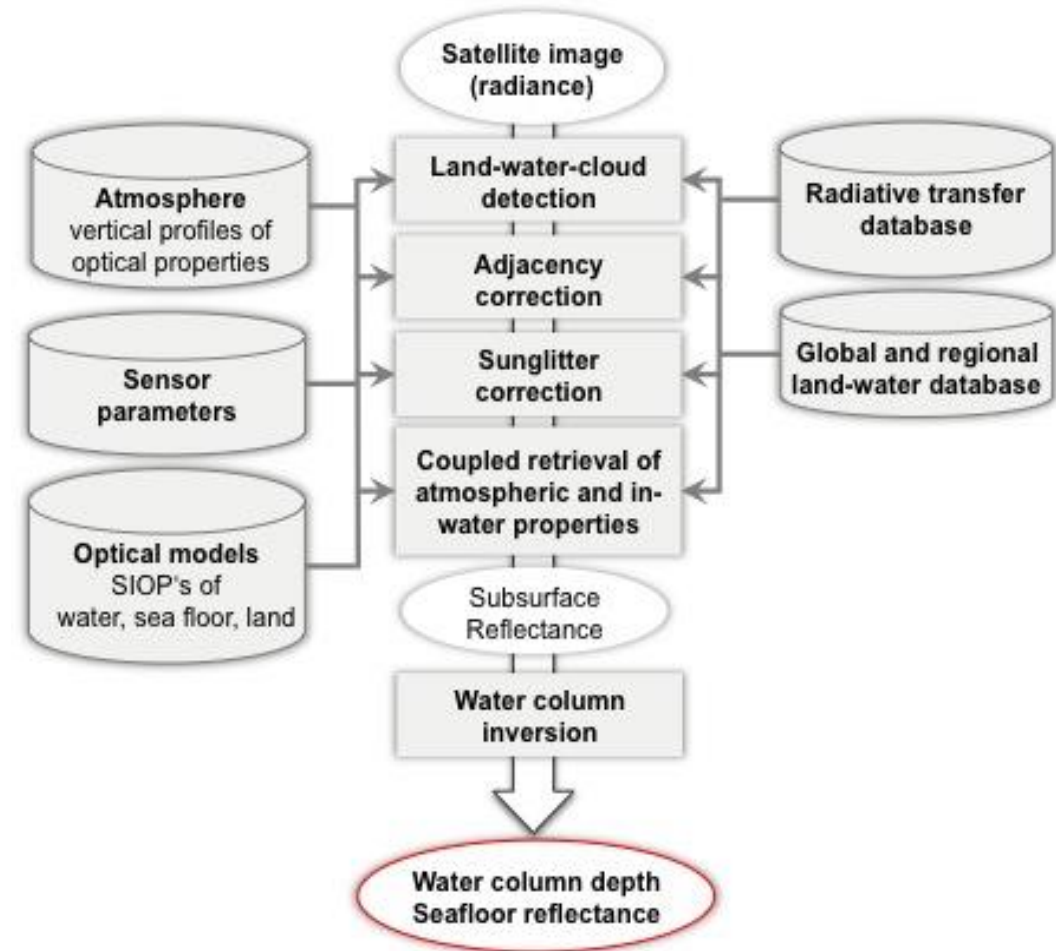 Satellite image
(radiance)
Land-water-cloud
detection
Atmosphere
vertical profiles of
optical properties
Radiative transfer
database
Adjacency
correction
Sunglitter
correction
Sensor
parameters
Global and regional
land-water database
Coupled retrieval of
atmospheric and in-
water properties
Optical models
SIOP's of
water, sea floor, land
Subsurface
Reflectance
Water column
inversion
Water column depth
Seafloor reflectance